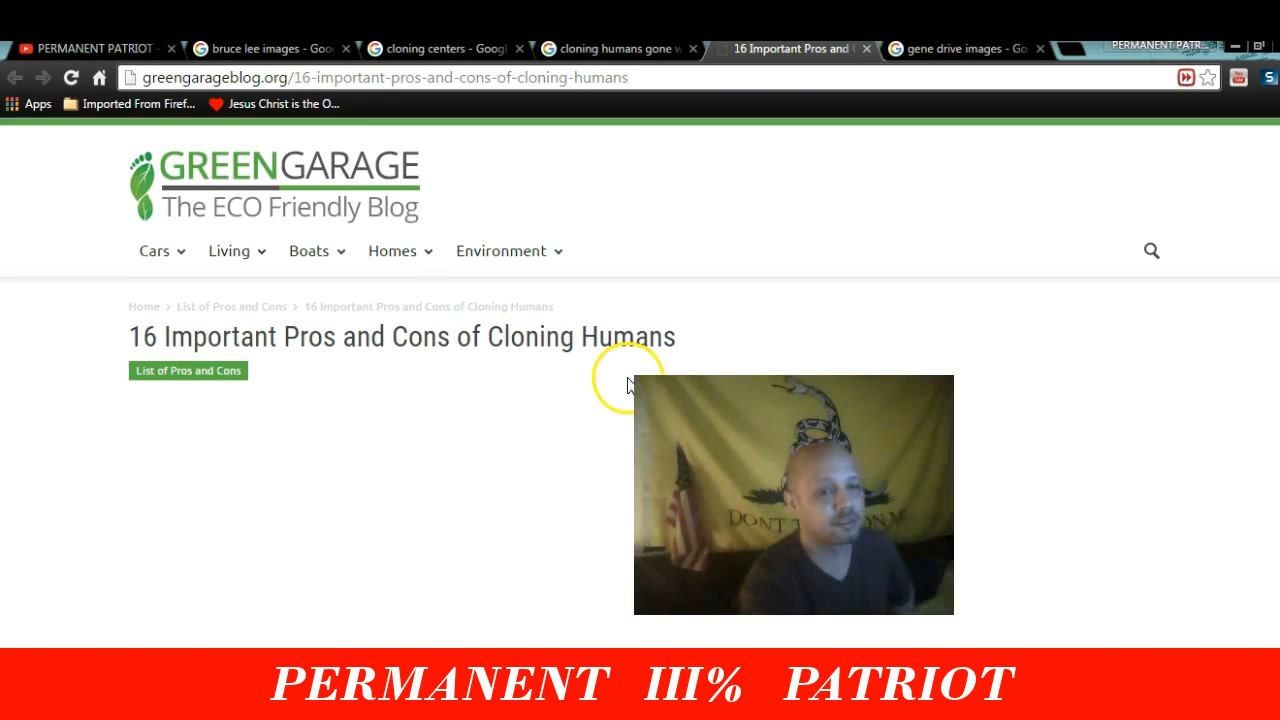 PERMANENT PATRIOT -
bruce lee images - Goo
cloning centers - Googl
cloning humans gone w
16 Important Pros and C
gene drive images - Go
PERMANENT PATR...
greengarageblog.org/16-important-pros-and-cons-of-cloning-humans
Apps
Imported From Firef...
Jesus Christ is the O...
GREENGARAGE
The ECO Friendly Blog
Cars
Living
Boats
Homes
Environment
Home > List of Pros and Cons > 16 Important Pros and Cons of Cloning Humans
16 Important Pros and Cons of Cloning Humans
List of Pros and Cons
DONT
PERMANENT III% PATRIOT